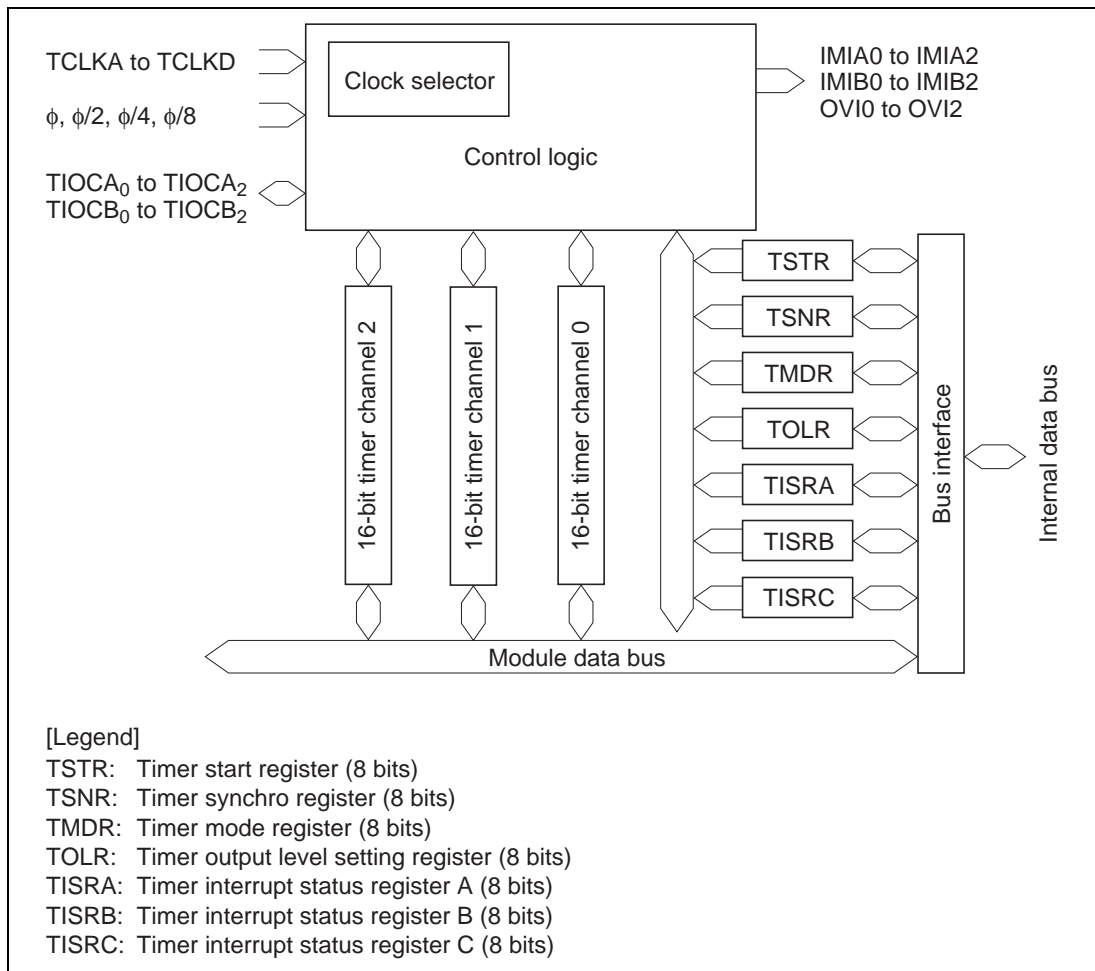 TCLKA to TCLKD
ϕ, ϕ/2, ϕ/4, ϕ/8
TIOCA₀ to TIOCA₂
TIOCB₀ to TIOCB₂
Clock selector
Control logic
IMIA0 to IMIA2
IMIB0 to IMIB2
OVI0 to OVI2
16-bit timer channel 2
16-bit timer channel 1
16-bit timer channel 0
TSTR
TSNR
TMDR
TOLR
TISRA
TISRB
TISRC
Bus interface
Internal data bus
Module data bus
[Legend]
TSTR: Timer start register (8 bits)
TSNR: Timer synchro register (8 bits)
TMDR: Timer mode register (8 bits)
TOLR: Timer output level setting register (8 bits)
TISRA: Timer interrupt status register A (8 bits)
TISRB: Timer interrupt status register B (8 bits)
TISRC: Timer interrupt status register C (8 bits)